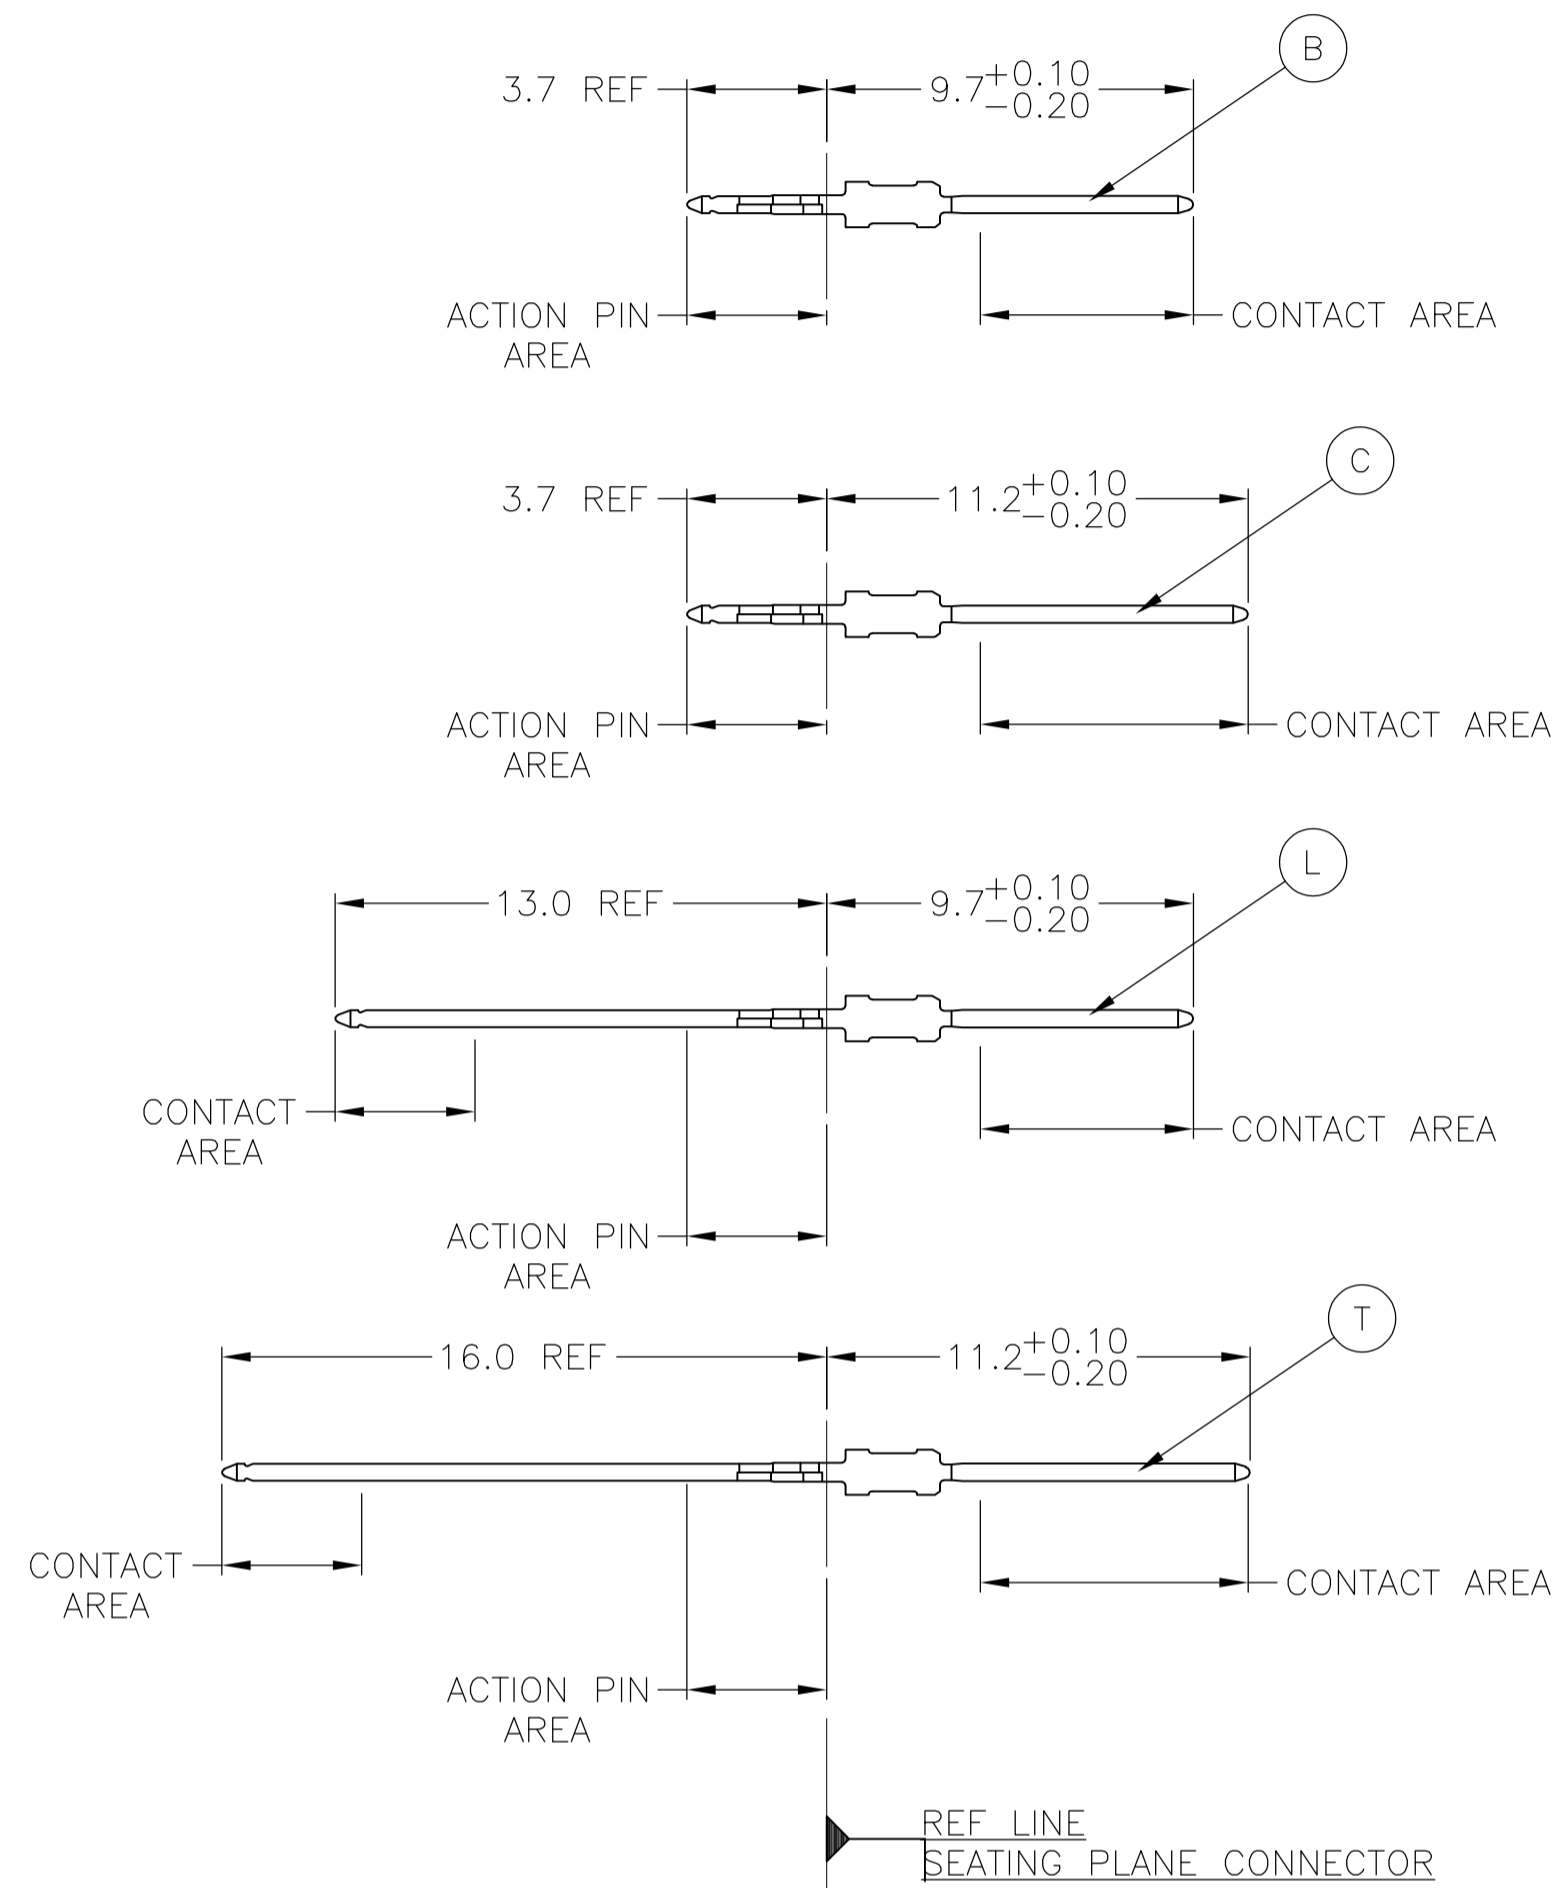 B
3.7 REF
9.7 +0.10 -0.20
ACTION PIN
AREA
CONTACT AREA
C
3.7 REF
11.2 +0.10 -0.20
ACTION PIN
AREA
CONTACT AREA
L
13.0 REF
9.7 +0.10 -0.20
CONTACT
AREA
CONTACT AREA
ACTION PIN
AREA
T
16.0 REF
11.2 +0.10 -0.20
CONTACT
AREA
CONTACT AREA
ACTION PIN
AREA
REF LINE
SEATING PLANE CONNECTOR